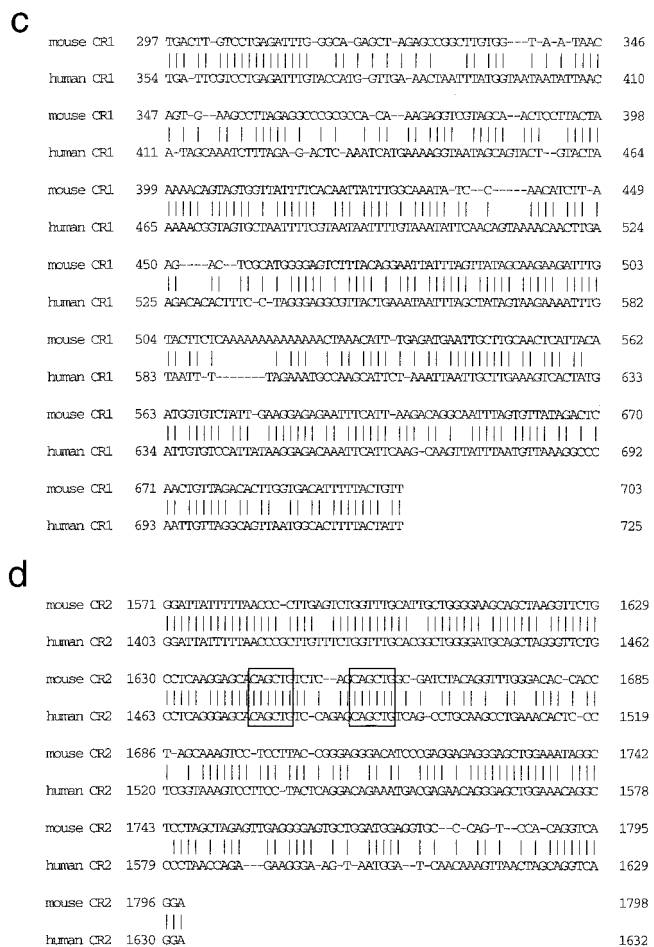 c
mouse CR1 297 TGACTT-GTCCTGAGATTTG-GGCA-GAGCT-AGAGCCGGCTTGTGG---T-A-ATAAC 346
human CR1 354 TGA-TTCGTCCTGAGATTTGTACCATG-GTTGA-AACTAATTTATGGTAATAATATTAAC 410
mouse CR1 347 AGT-G-AAGCCTTAGAGGCCCGCGCCA-CA-AAGAGGTCGTAGCA--ACTCCTTACTA 398
human CR1 411 A-TAGCAAATCTTTAGA-G-ACTC-AAATCATGAAAAGGTAATAGCAGTACT-GTACTA 464
mouse CR1 399 AAAACAGTAGTGGTTATTTTCACAATTATTTGGCAAATA-TC--C-----AACATCTT-A 449
human CR1 465 AAAACGGTAGTGCTAATTTTCGTAATAATTTTGTAAATATTCAACAGTAAAACAACTTGA 524
mouse CR1 450 AG----AC--TCGCATGGGGAGTCTTTACAGGAATTATTTAGTTATAGCAAGAAGATTTG 503
human CR1 525 AGACACACTTTC-C-TAGGGAGGCGTTACTGAAATAATTTAGCTATAGTAAGAAAATTTG 582
mouse CR1 504 TACTTCTCAAAAAAAAAAAAAACTAAACATT-TGAGATGAATTGCTTGCAACTCATTACA 562
human CR1 583 TAATT-T-------TAGAAATGCCAAGCATTCT-AAATTAATTGCTTGAAAGTCACTATG 633
mouse CR1 563 ATGGTGTCTATT-GAAGGAGAGAATTTCATT-AAGACAGGCAATTTAGTGTTATAGACTC 670
human CR1 634 ATTGTGTCCATTATAAGGAGACAAATTCATTCAAG-CAAGTTATTTAATGTTAAAGGCCC 692
mouse CR1 671 AACTGTTAGACACTTGGTGACATTTTTACTGTT 703
human CR1 693 AATTGTTAGGCAGTTAATGGCACTTTTACTATT 725
d
mouse CR2 1571 GGATTATTTTTAACCCC-CTTGAGTCTGGTTTGCATTGCTGGGGAAGCAGCTAAGGTTCTG 1629
human CR2 1403 GGATTATTTTTAACCCGCTTGTTTCTGGTTTGCACGGCTGGGGATGCAGCTAGGGTTCTG 1462
mouse CR2 1630 CCTCAAGGAGCACAGCTGTCTC--AGCAGCTGGC-GATCTACAGGTTTGGGACAC-CACC 1685
human CR2 1463 CCTCAGGGAGCACAGCTGTC-CAGAGCAGCTGTCAG-CCTGCAAGCCTGAAACACTC-CC 1519
mouse CR2 1686 T-AGCAAAGTCC-TCCTTAC-CGGGAGGGACATCCCGAGGAGAGGGAGCTGGAAATAGGC 1742
human CR2 1520 TCGGTAAAGTCCTTCC-TACTCAGGACAGAAATGACGAGAACAGGGAGCTGGAAACAGGC 1578
mouse CR2 1743 TCCTAGCTAGAGTTGAGGGGAGTGCTGGATGGAGGTGC--C-CAG-T--CCA-CAGGTCA 1795
human CR2 1579 CCCTAACCAGA---GAAGGGA-AG-T-AATGGA--T-CAACAAAGTTAACTAGCAGGTCA 1629
mouse CR2 1796 GGA 1798
human CR2 1630 GGA 1632